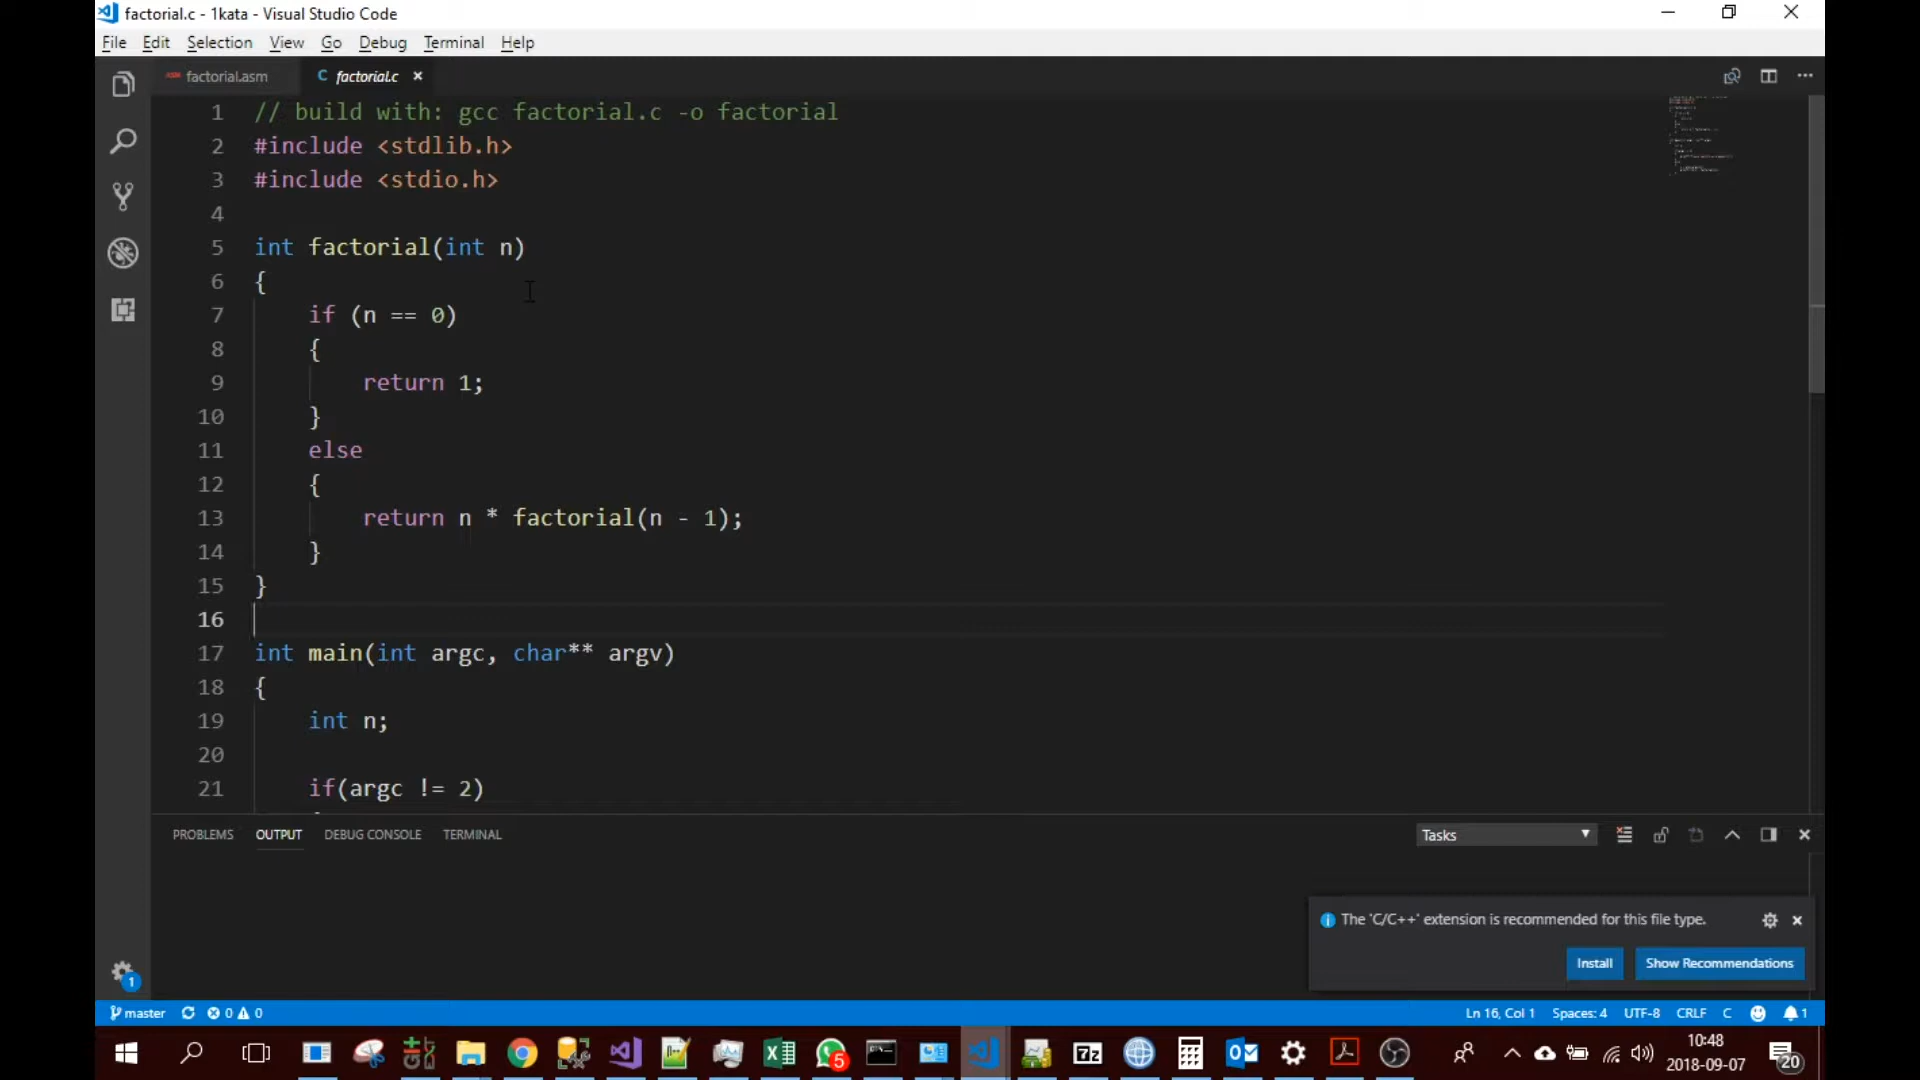 factorial.c - 1kata - Visual Studio Code
File Edit Selection View Go Debug Terminal Help
ASM factorial.asm C factorial.c
1 // build with: gcc factorial.c -o factorial
2 #include <stdlib.h>
3 #include <stdio.h>
4
5 int factorial(int n)
6 {
7 if (n == 0)
8 {
9 return 1;
10 }
11 else
12 {
13 return n * factorial(n - 1);
14 }
15 }
16
17 int main(int argc, char** argv)
18 {
19 int n;
20
21 if(argc != 2)
PROBLEMS OUTPUT DEBUG CONSOLE TERMINAL Tasks
The 'C/C++' extension is recommended for this file type.
Install Show Recommendations
1
master 0 0 Ln 16, Col 1 Spaces: 4 UTF-8 CRLF C 1
5 7z 10:48
2018-09-07 20